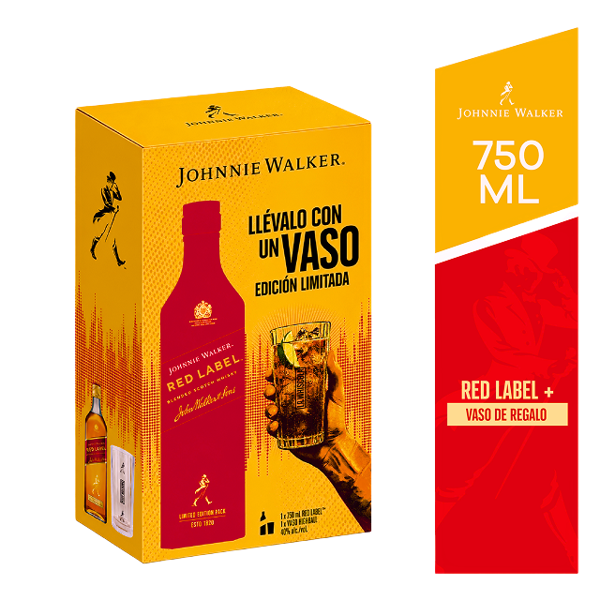 JOHNNIE WALKER.
LLÉVALO CON
UN VASO
EDICIÓN LIMITADA
JOHNNIE WALKER.
RED LABEL
BLENDED SCOTCH WHISKY
John Walker & Sons
LIMITED EDITION PACK
ESTD 1820
1 x 750 mL RED LABEL™
1 x VASO HIGHBALL
40% alc./vol.
RED LABEL
JOHNNIE WALKER
750
ML
RED LABEL +
VASO DE REGALO